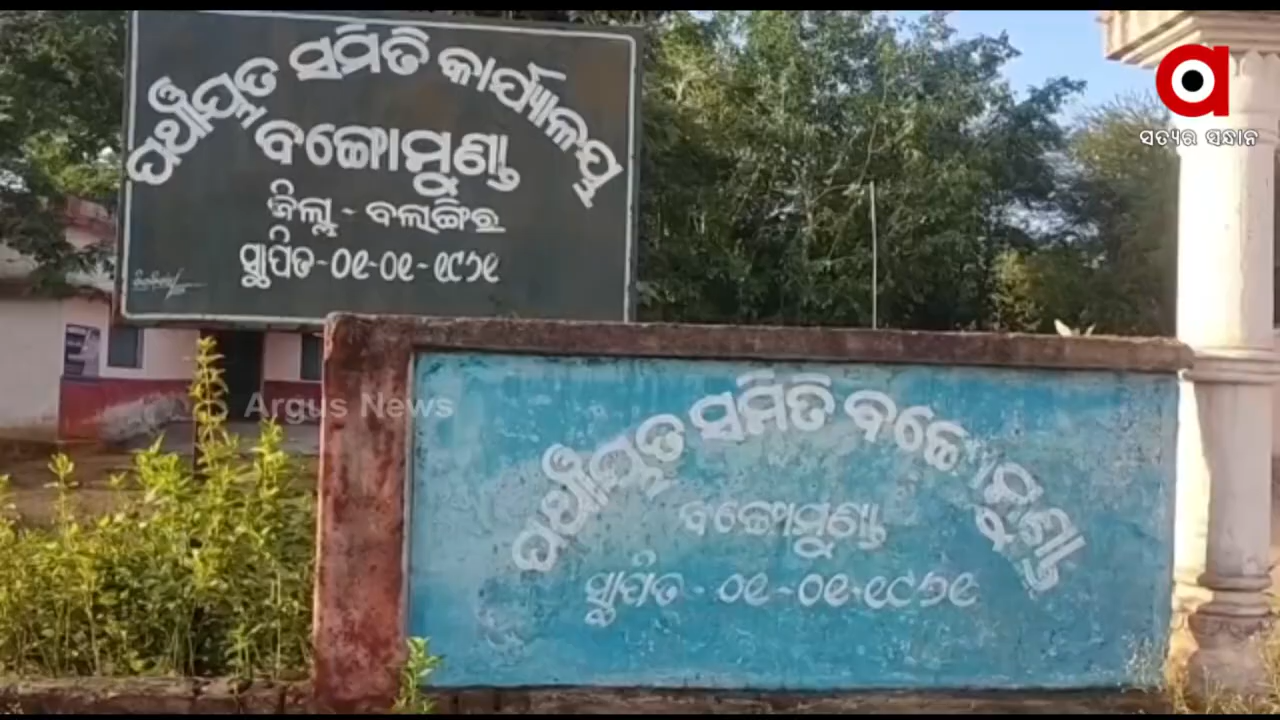 ପଞ୍ଚାୟତ ସମିତି କାର୍ଯ୍ୟାଳୟ
ବଙ୍ଗୋମୁଣ୍ଡା
ଜିଲ୍ଲା - ବଲାଙ୍ଗିର
ସ୍ଥାପିତ-୦୧-୦୧-୧୯୬୧
ସତ୍ୟର ସନ୍ଧାନ
Argus News
ପଞ୍ଚାୟତ ସମିତି ବଙ୍ଗୋମୁଣ୍ଡା
ବଙ୍ଗୋମୁଣ୍ଡା
ସ୍ଥାପିତ - ୦୧-୦୧-୧୯୬୧